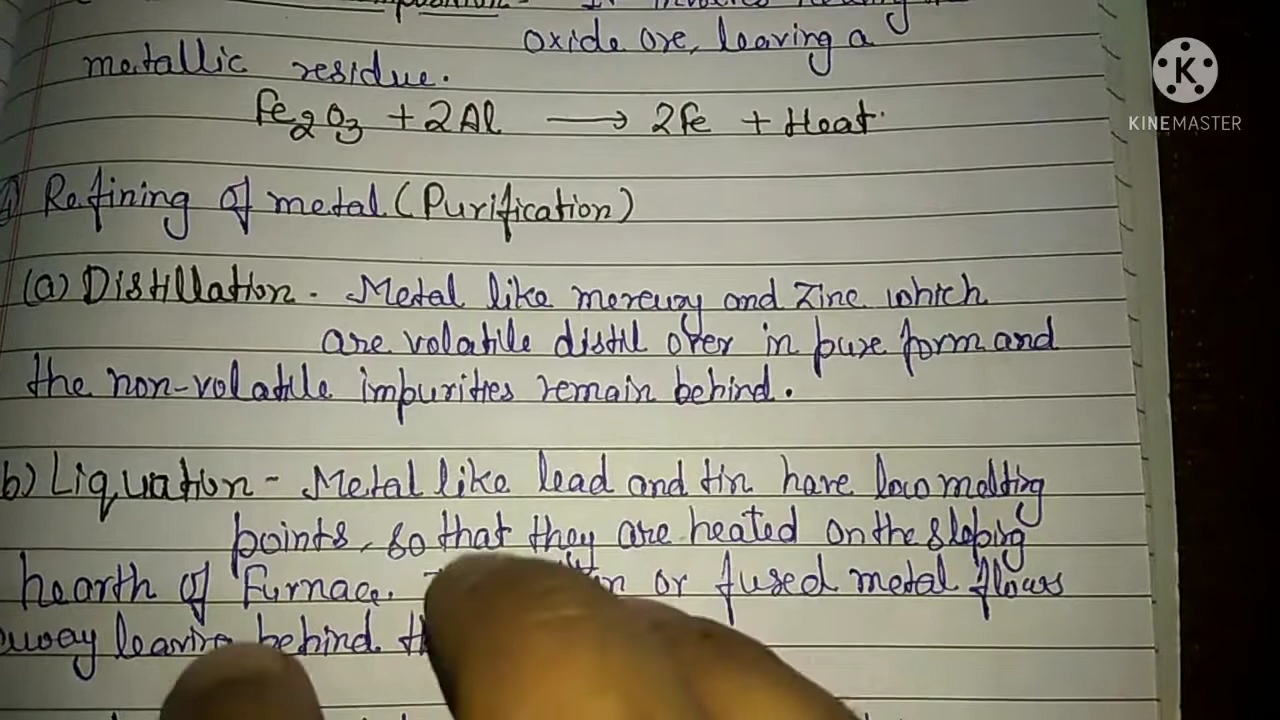 oxide ore, leaving a
metallic residue.
Fe2O3 + 2Al → 2Fe + Heat.
Refining of metal (Purification)
(a) Distillation - Metal like mercury and Zinc which
are volatile distil over in pure form and
the non-volatile impurities remain behind.
b) Liquation - Metal like lead and tin have low melting
points, so that they are heated on the sloping
hearth of Furnace. or fused metal flows
away leaving behind
KINEMASTER